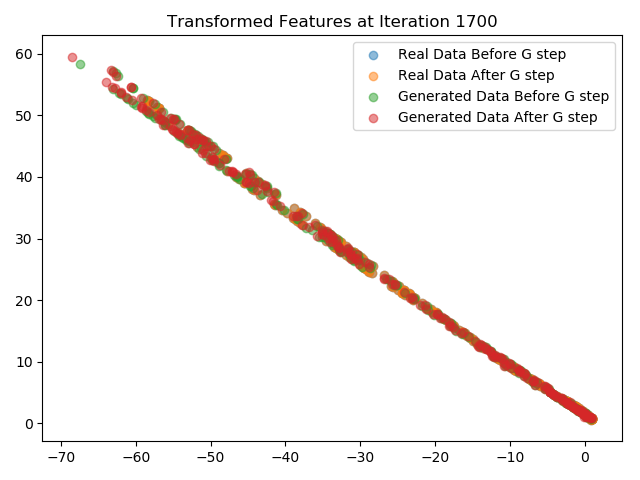 Transformed Features at Iteration 1700
Real Data Before G step
Real Data After G step
Generated Data Before G step
Generated Data After G step
60
50
40
30
20
10
0
−70 −60 −50 −40 −30 −20 −10 0